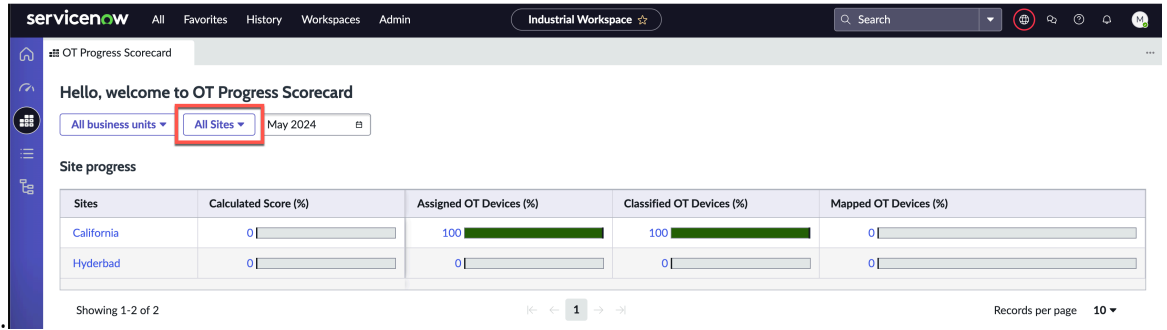 servicenow All Favorites History Workspaces Admin Industrial Workspace Search M
OT Progress Scorecard
Hello, welcome to OT Progress Scorecard
All business units All Sites May 2024
Site progress
Sites Calculated Score (%) Assigned OT Devices (%) Classified OT Devices (%) Mapped OT Devices (%)
California 0 100 100 0
Hyderbad 0 0 0 0
Showing 1-2 of 2 1 Records per page 10